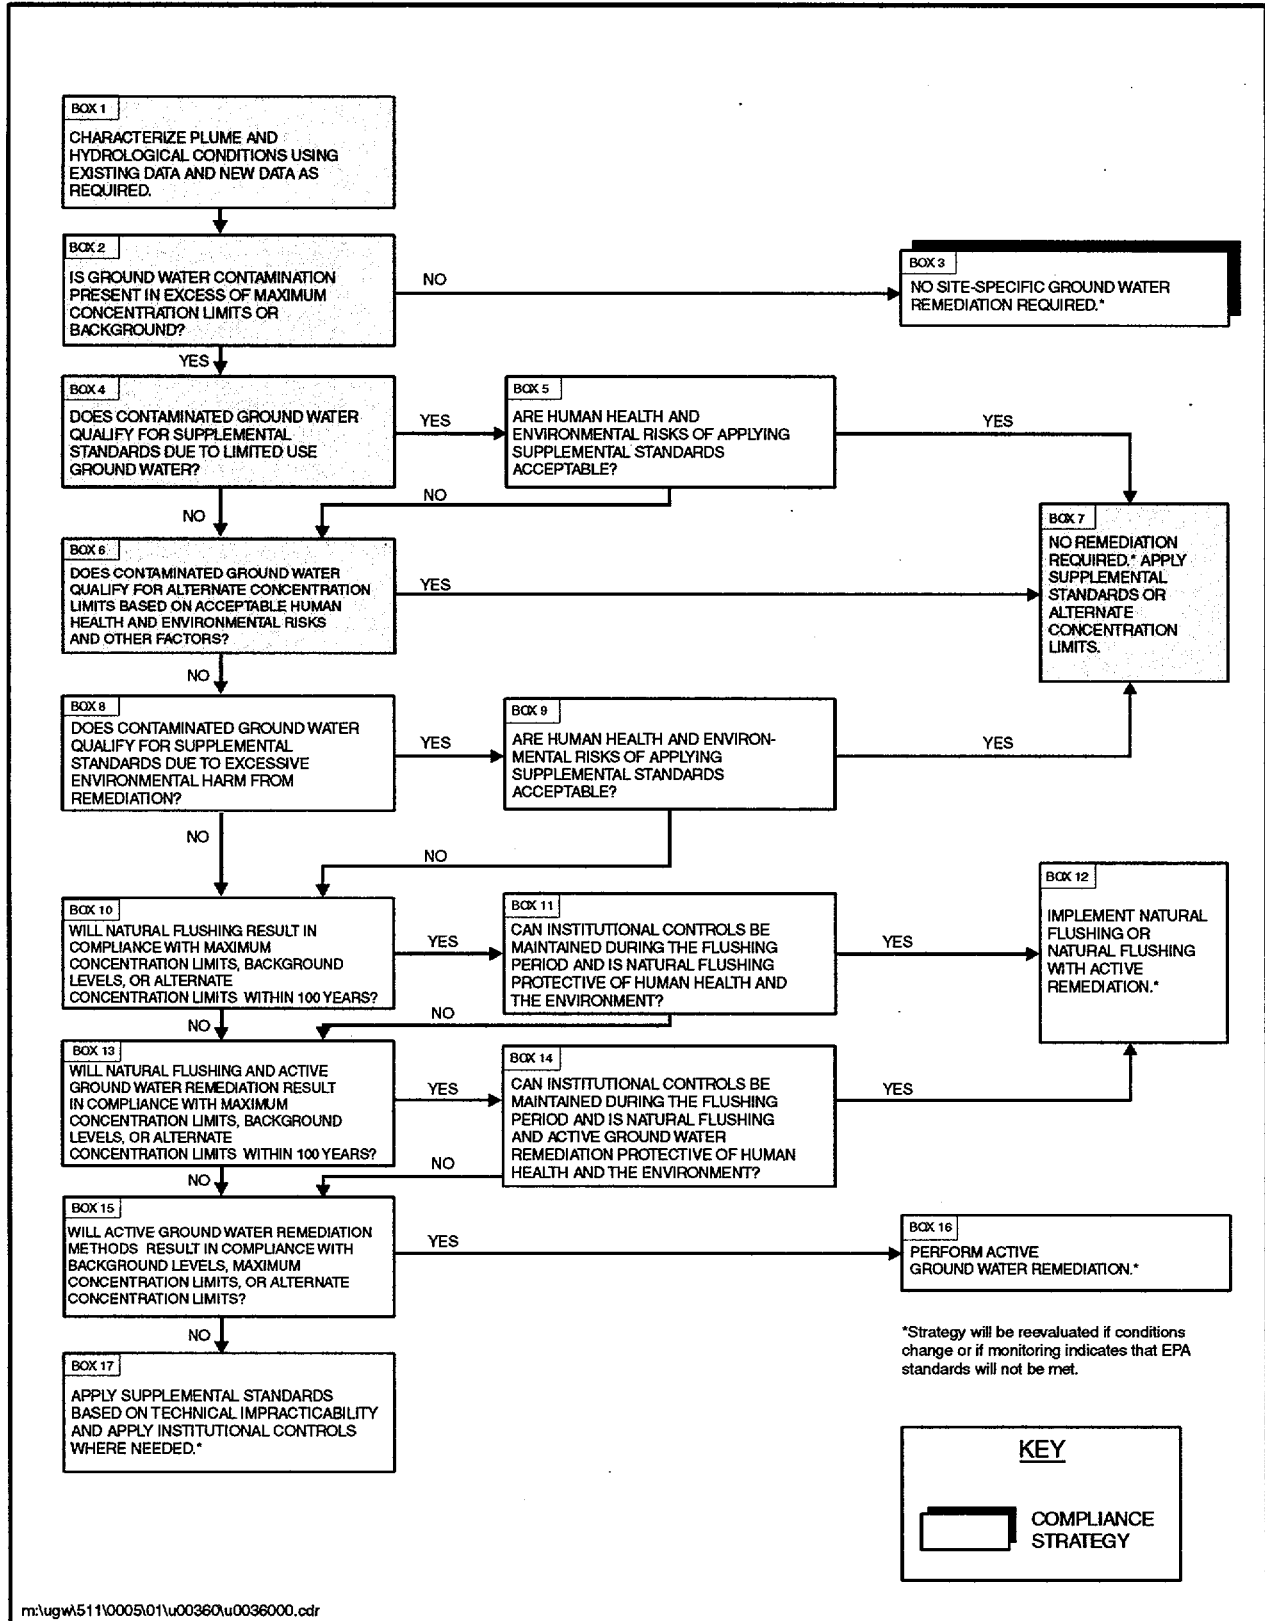 BOX 1
CHARACTERIZE PLUME AND
HYDROLOGICAL CONDITIONS USING
EXISTING DATA AND NEW DATA AS
REQUIRED.
BOX 2
IS GROUND WATER CONTAMINATION
PRESENT IN EXCESS OF MAXIMUM
CONCENTRATION LIMITS OR
BACKGROUND?
NO
BOX 3
NO SITE-SPECIFIC GROUND WATER
REMEDIATION REQUIRED.*
YES
BOX 4
DOES CONTAMINATED GROUND WATER
QUALIFY FOR SUPPLEMENTAL
STANDARDS DUE TO LIMITED USE
GROUND WATER?
YES
BOX 5
ARE HUMAN HEALTH AND
ENVIRONMENTAL RISKS OF APPLYING
SUPPLEMENTAL STANDARDS
ACCEPTABLE?
YES
NO
NO
BOX 6
DOES CONTAMINATED GROUND WATER
QUALIFY FOR ALTERNATE CONCENTRATION
LIMITS BASED ON ACCEPTABLE HUMAN
HEALTH AND ENVIRONMENTAL RISKS
AND OTHER FACTORS?
YES
BOX 7
NO REMEDIATION
REQUIRED.* APPLY
SUPPLEMENTAL
STANDARDS OR
ALTERNATE
CONCENTRATION
LIMITS.
NO
BOX 8
DOES CONTAMINATED GROUND WATER
QUALIFY FOR SUPPLEMENTAL
STANDARDS DUE TO EXCESSIVE
ENVIRONMENTAL HARM FROM
REMEDIATION?
YES
BOX 9
ARE HUMAN HEALTH AND ENVIRON-
MENTAL RISKS OF APPLYING
SUPPLEMENTAL STANDARDS
ACCEPTABLE?
YES
NO
NO
BOX 10
WILL NATURAL FLUSHING RESULT IN
COMPLIANCE WITH MAXIMUM
CONCENTRATION LIMITS, BACKGROUND
LEVELS, OR ALTERNATE
CONCENTRATION LIMITS WITHIN 100 YEARS?
YES
BOX 11
CAN INSTITUTIONAL CONTROLS BE
MAINTAINED DURING THE FLUSHING
PERIOD AND IS NATURAL FLUSHING
PROTECTIVE OF HUMAN HEALTH AND
THE ENVIRONMENT?
YES
BOX 12
IMPLEMENT NATURAL
FLUSHING OR
NATURAL FLUSHING
WITH ACTIVE
REMEDIATION.*
NO
NO
BOX 13
WILL NATURAL FLUSHING AND ACTIVE
GROUND WATER REMEDIATION RESULT
IN COMPLIANCE WITH MAXIMUM
CONCENTRATION LIMITS, BACKGROUND
LEVELS, OR ALTERNATE
CONCENTRATION LIMITS WITHIN 100 YEARS?
YES
BOX 14
CAN INSTITUTIONAL CONTROLS BE
MAINTAINED DURING THE FLUSHING
PERIOD AND IS NATURAL FLUSHING
AND ACTIVE GROUND WATER
REMEDIATION PROTECTIVE OF HUMAN
HEALTH AND THE ENVIRONMENT?
YES
NO
NO
BOX 15
WILL ACTIVE GROUND WATER REMEDIATION
METHODS RESULT IN COMPLIANCE WITH
BACKGROUND LEVELS, MAXIMUM
CONCENTRATION LIMITS, OR ALTERNATE
CONCENTRATION LIMITS?
YES
BOX 16
PERFORM ACTIVE
GROUND WATER REMEDIATION.*
NO
BOX 17
APPLY SUPPLEMENTAL STANDARDS
BASED ON TECHNICAL IMPRACTICABILITY
AND APPLY INSTITUTIONAL CONTROLS
WHERE NEEDED.*
*Strategy will be reevaluated if conditions
change or if monitoring indicates that EPA
standards will not be met.
KEY
COMPLIANCE
STRATEGY
m:\ugw\511\0005\01\u00360\u0036000.cdr